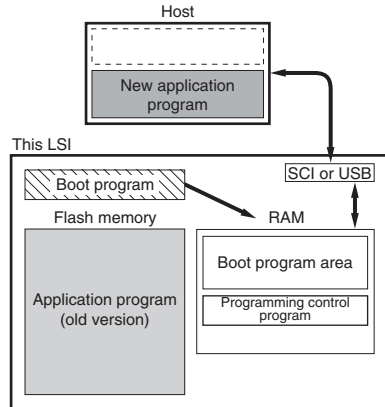 Host
New application
program
This LSI
SCI or USB
Boot program
Flash memory
RAM
Application program
(old version)
Boot program area
Programming control
program